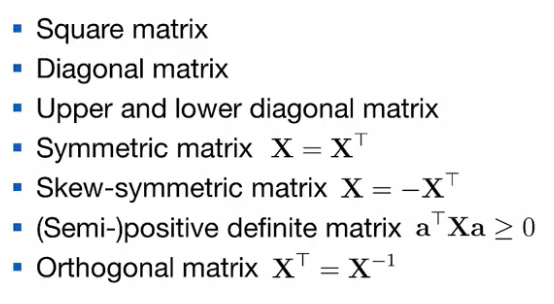 ▪ Square matrix
▪ Diagonal matrix
▪ Upper and lower diagonal matrix
▪ Symmetric matrix X = X⊤
▪ Skew-symmetric matrix X = −X⊤
▪ (Semi-)positive definite matrix a⊤Xa ≥ 0
▪ Orthogonal matrix X⊤ = X⁻¹